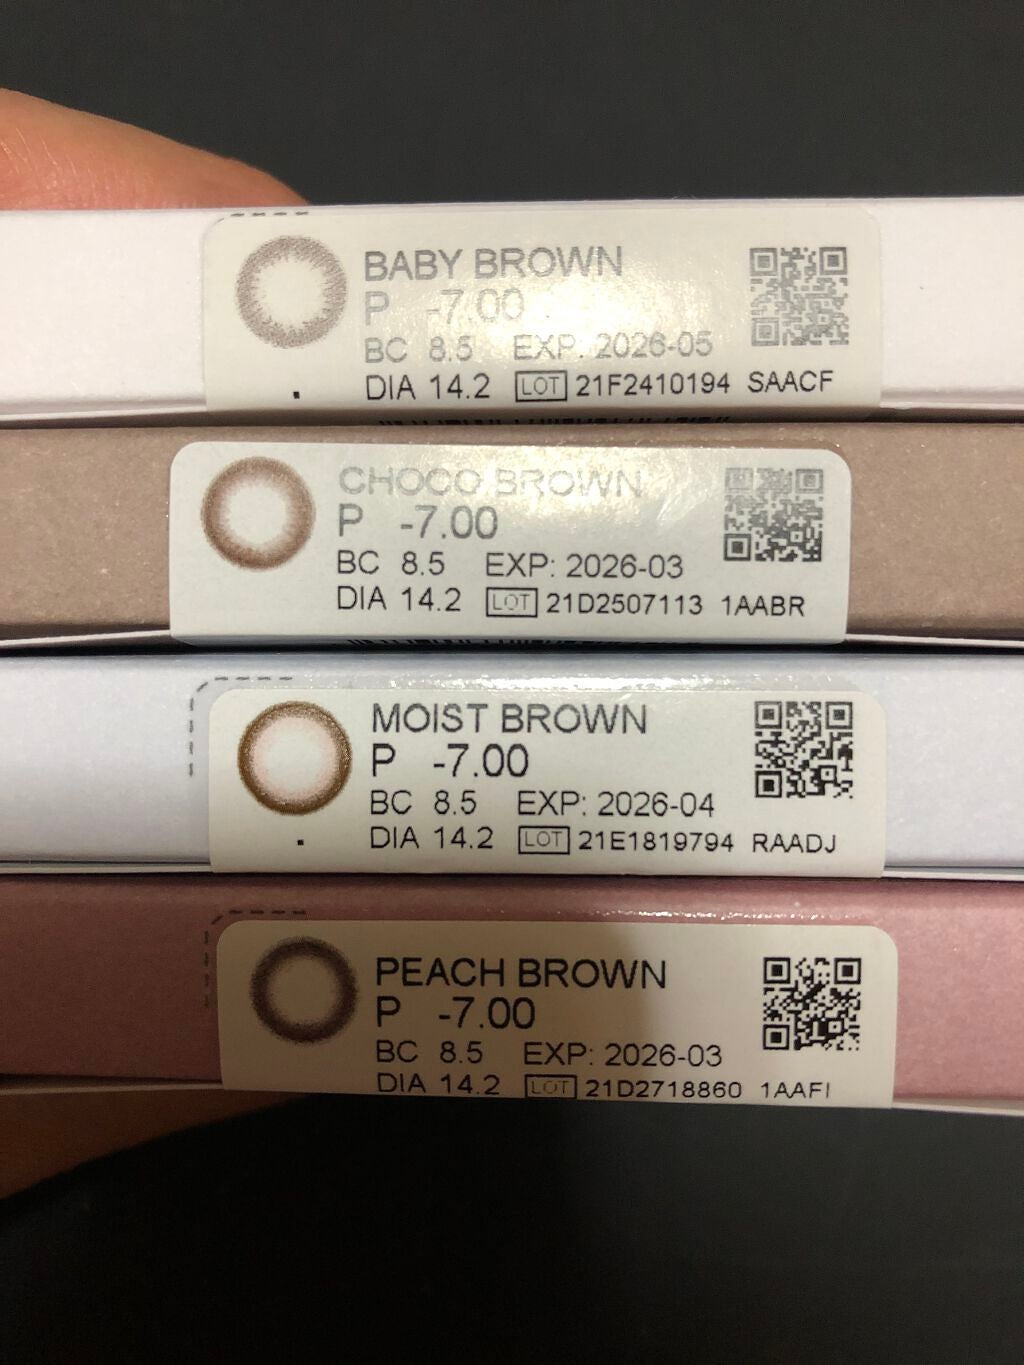 BABY BROWN
P -7.00
BC 8.5 EXP: 2026-05
DIA 14.2 LOT 21F2410194 SAACF
CHOCO BROWN
P -7.00
BC 8.5 EXP: 2026-03
DIA 14.2 LOT 21D2507113 1AABR
MOIST BROWN
P -7.00
BC 8.5 EXP: 2026-04
DIA 14.2 LOT 21E1819794 RAADJ
PEACH BROWN
P -7.00
BC 8.5 EXP: 2026-03
DIA 14.2 LOT 21D2718860 1AAFI